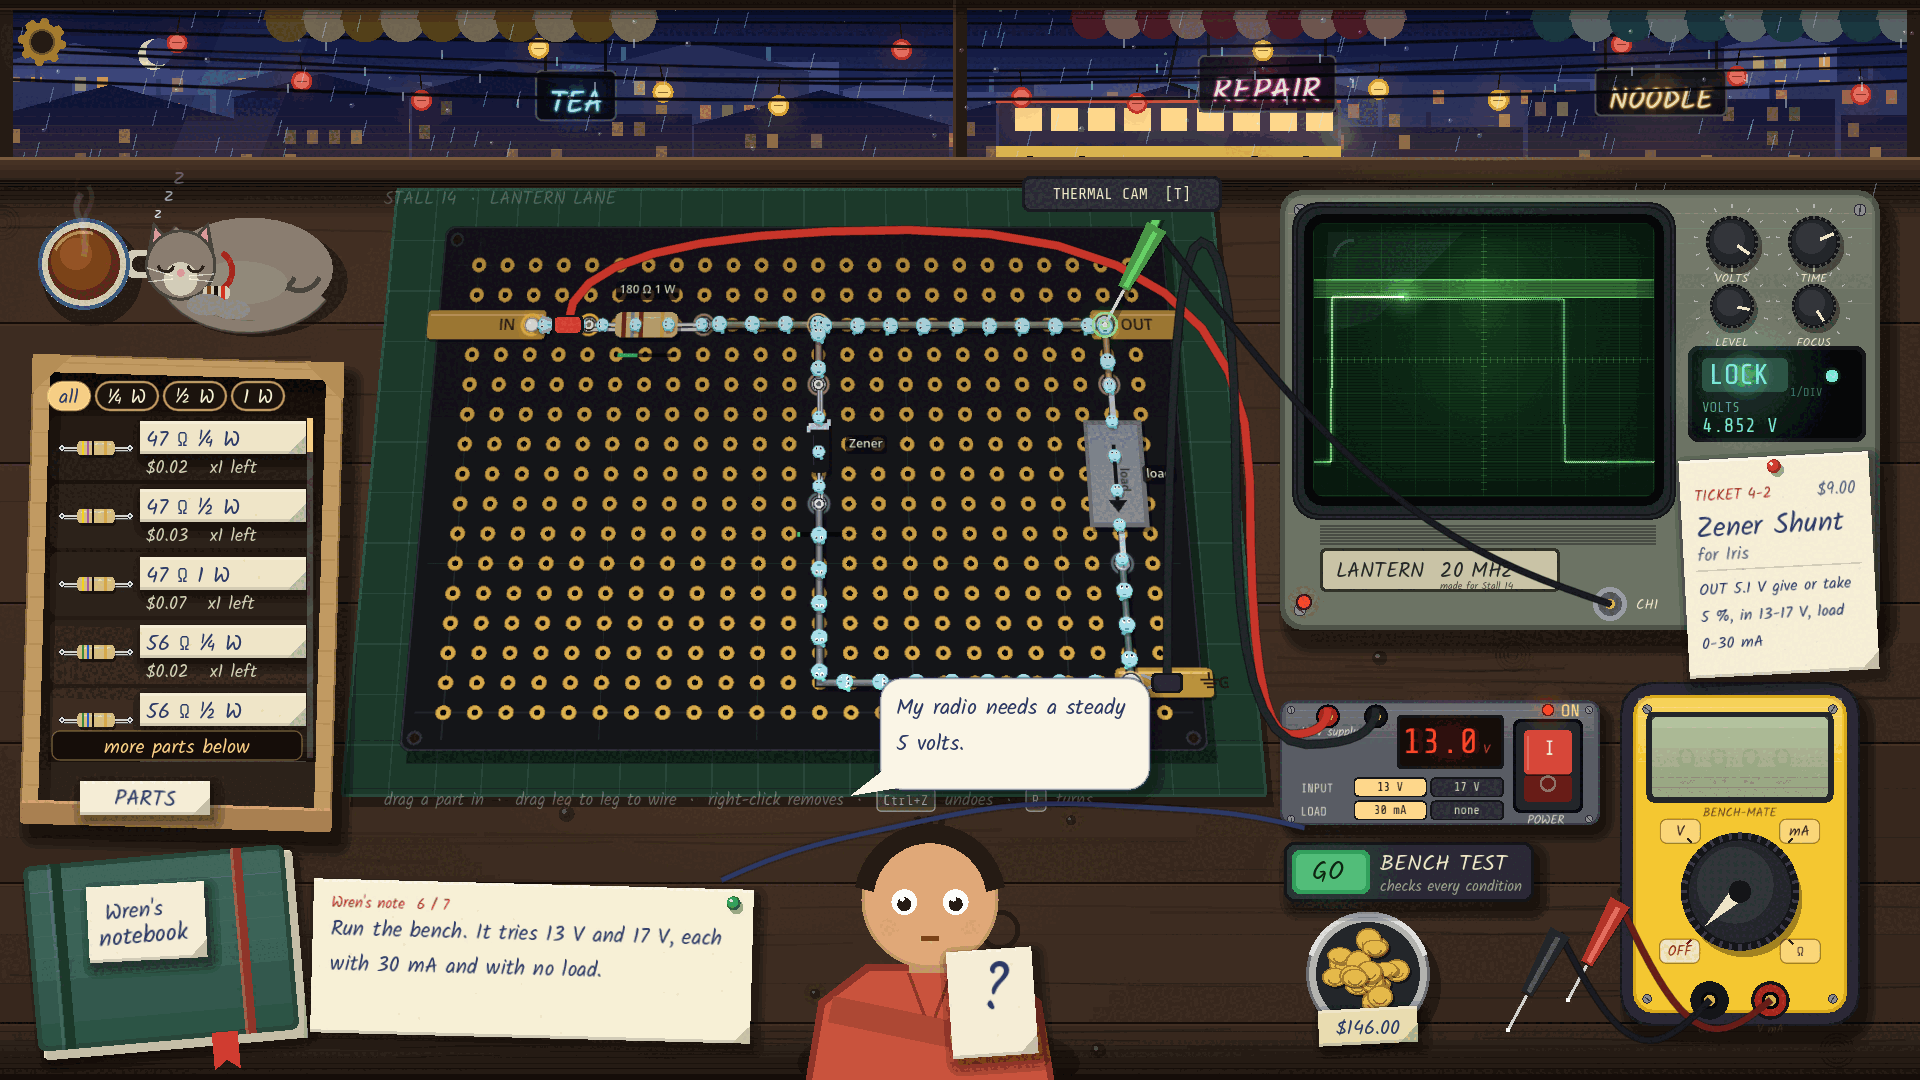 TEA
REPAIR
NOODLE
STALL 14 · LANTERN LANE
THERMAL CAM [T]
180 Ω 1 W
IN
OUT
Zener
load
G
all
¼ W
½ W
1 W
47 Ω ¼ W
$0.02 x1 left
47 Ω ½ W
$0.03 x1 left
47 Ω 1 W
$0.07 x1 left
56 Ω ¼ W
$0.02 x1 left
56 Ω ½ W
more parts below
PARTS
VOLTS
TIME
LEVEL
FOCUS
LOCK
1/DIV
VOLTS
4.852 V
LANTERN 20 MHz
made for Stall 14
CH1
TICKET 4-2
$9.00
Zener Shunt
for Iris
OUT 5.1 V give or take
5 %, in 13-17 V, load
0-30 mA
My radio needs a steady
5 volts.
drag a part in · drag leg to leg to wire · right-click removes · Ctrl+Z undoes · turns
supply
13.0 V
ON
I
INPUT
13 V
17 V
LOAD
30 mA
none
POWER
GO
BENCH TEST
checks every condition
BENCH-MATE
V
mA
OFF
Ω
$146.00
Wren's
notebook
Wren's note 6 / 7
Run the bench. It tries 13 V and 17 V, each
with 30 mA and with no load.
?
z
z
z